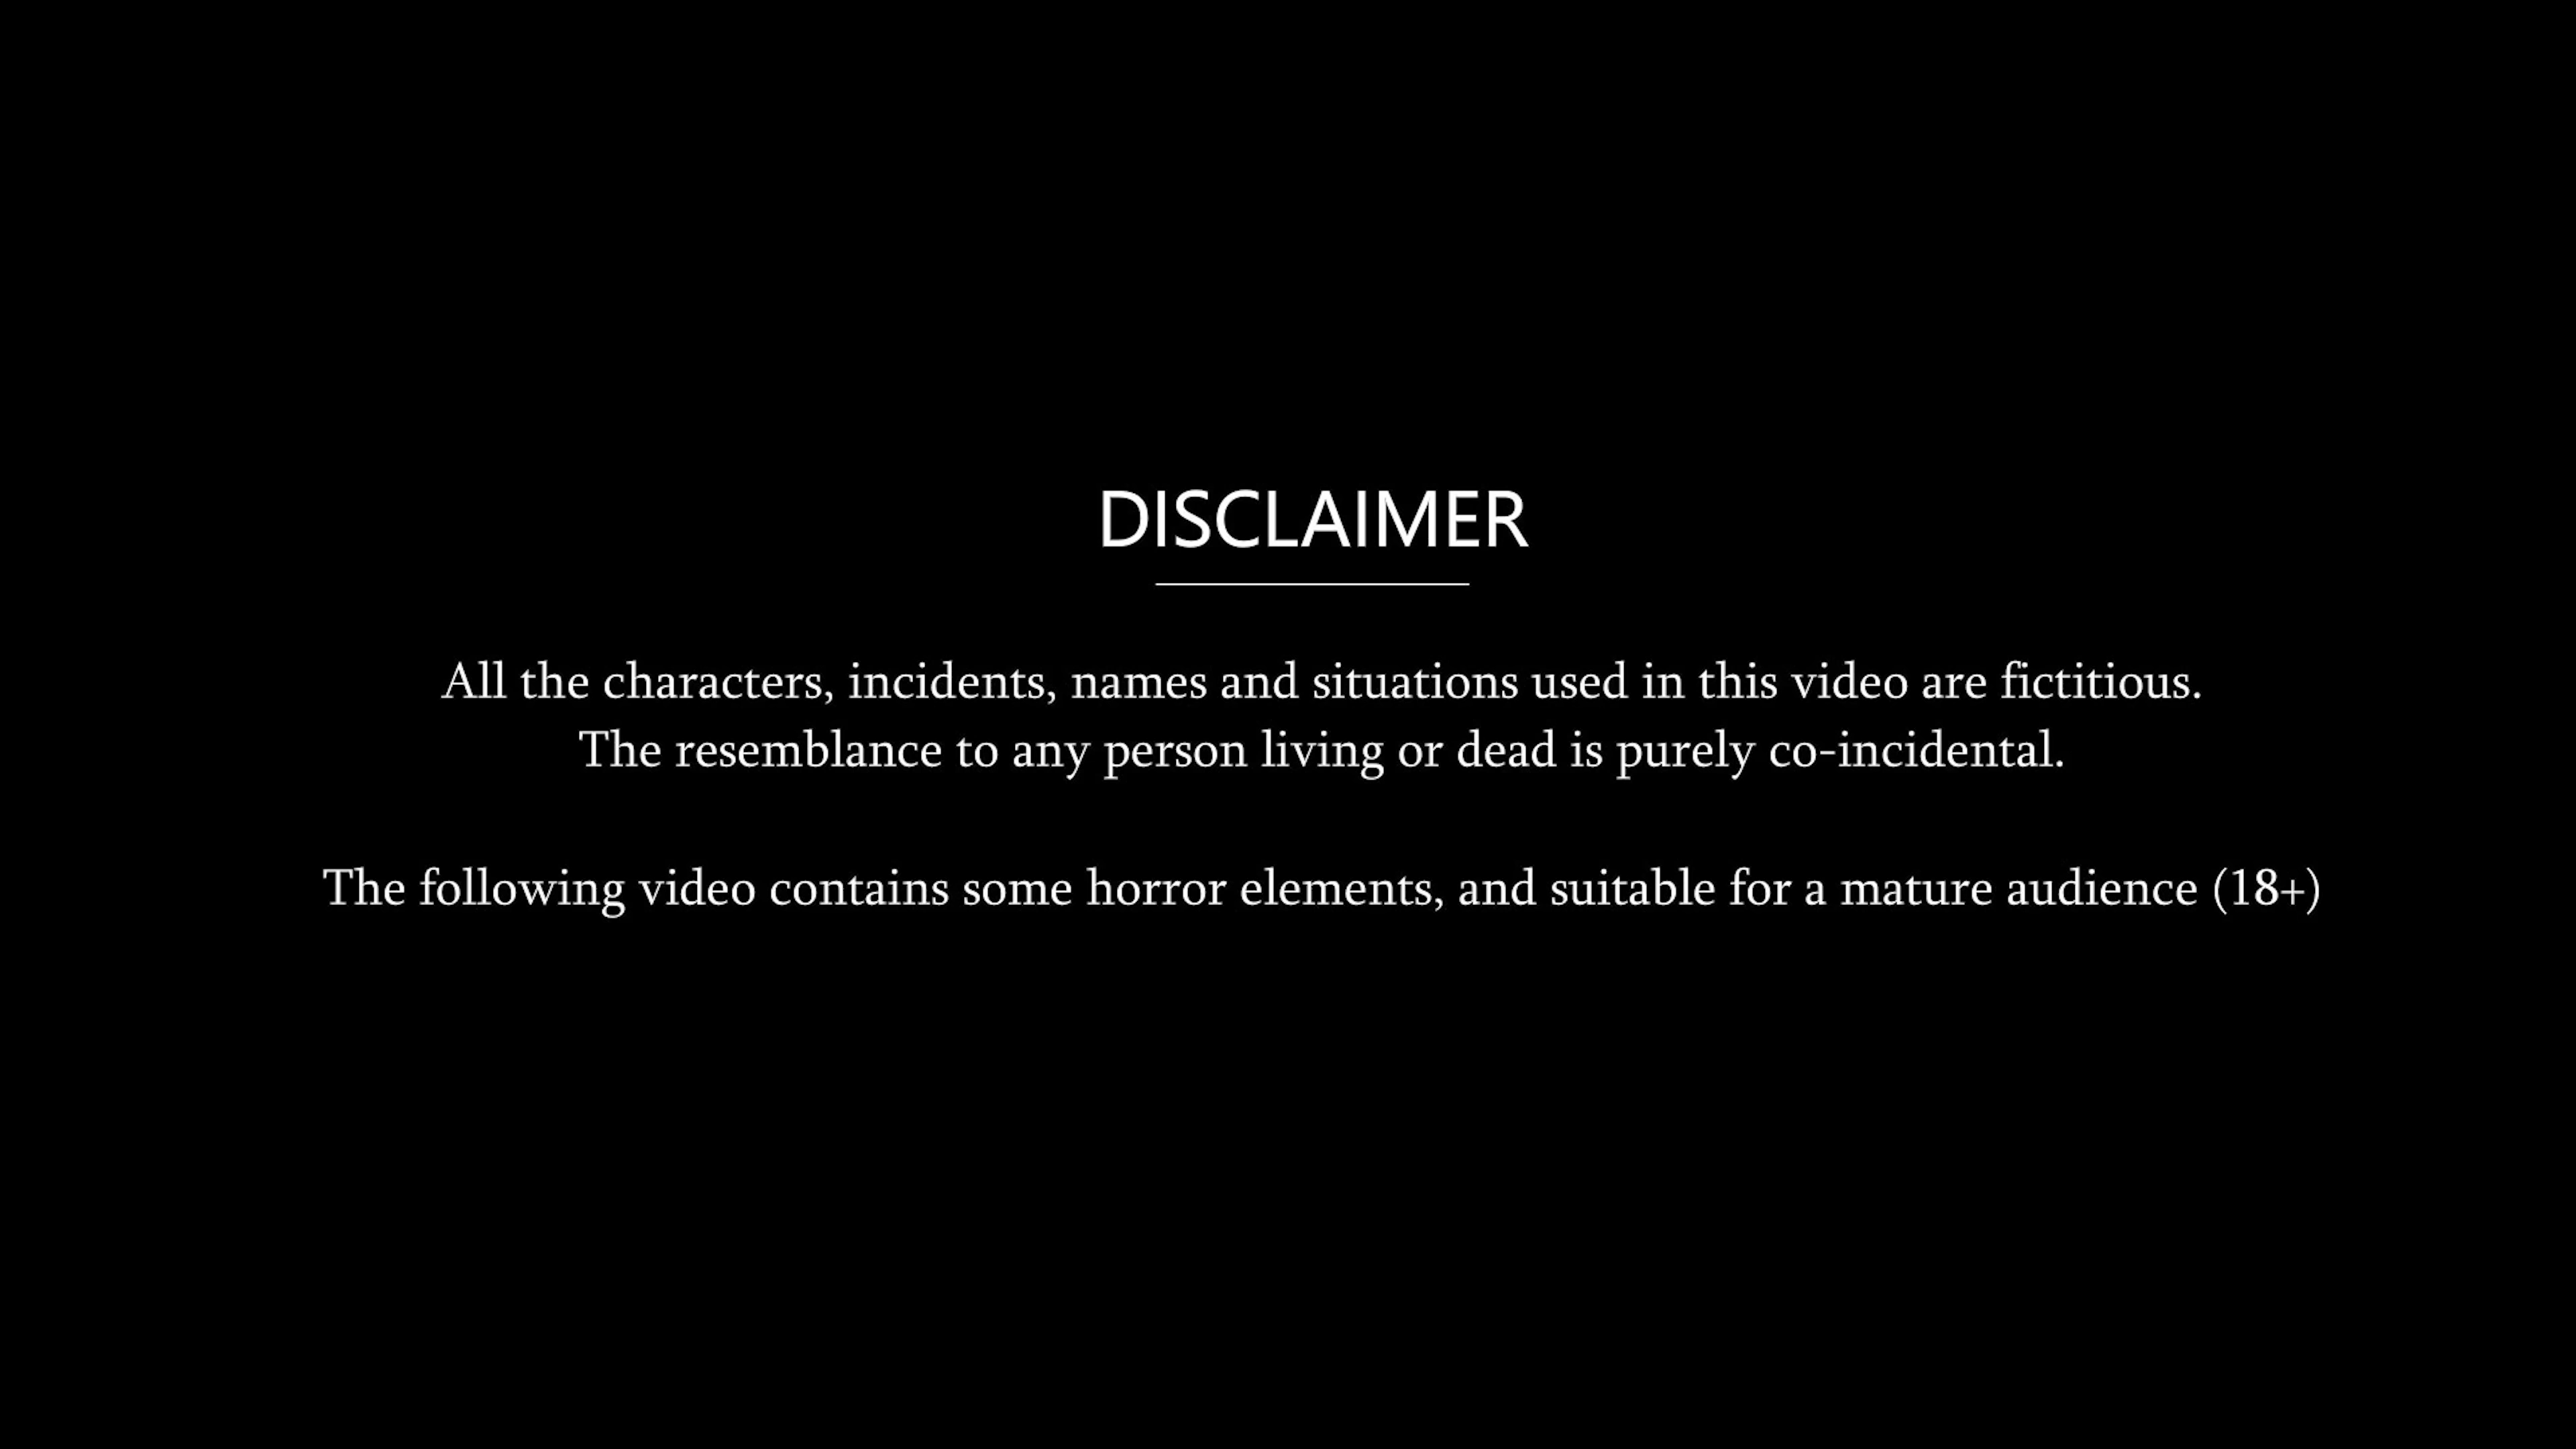 DISCLAIMER
All the characters, incidents, names and situations used in this video are fictitious.
The resemblance to any person living or dead is purely co-incidental.
The following video contains some horror elements, and suitable for a mature audience (18+)